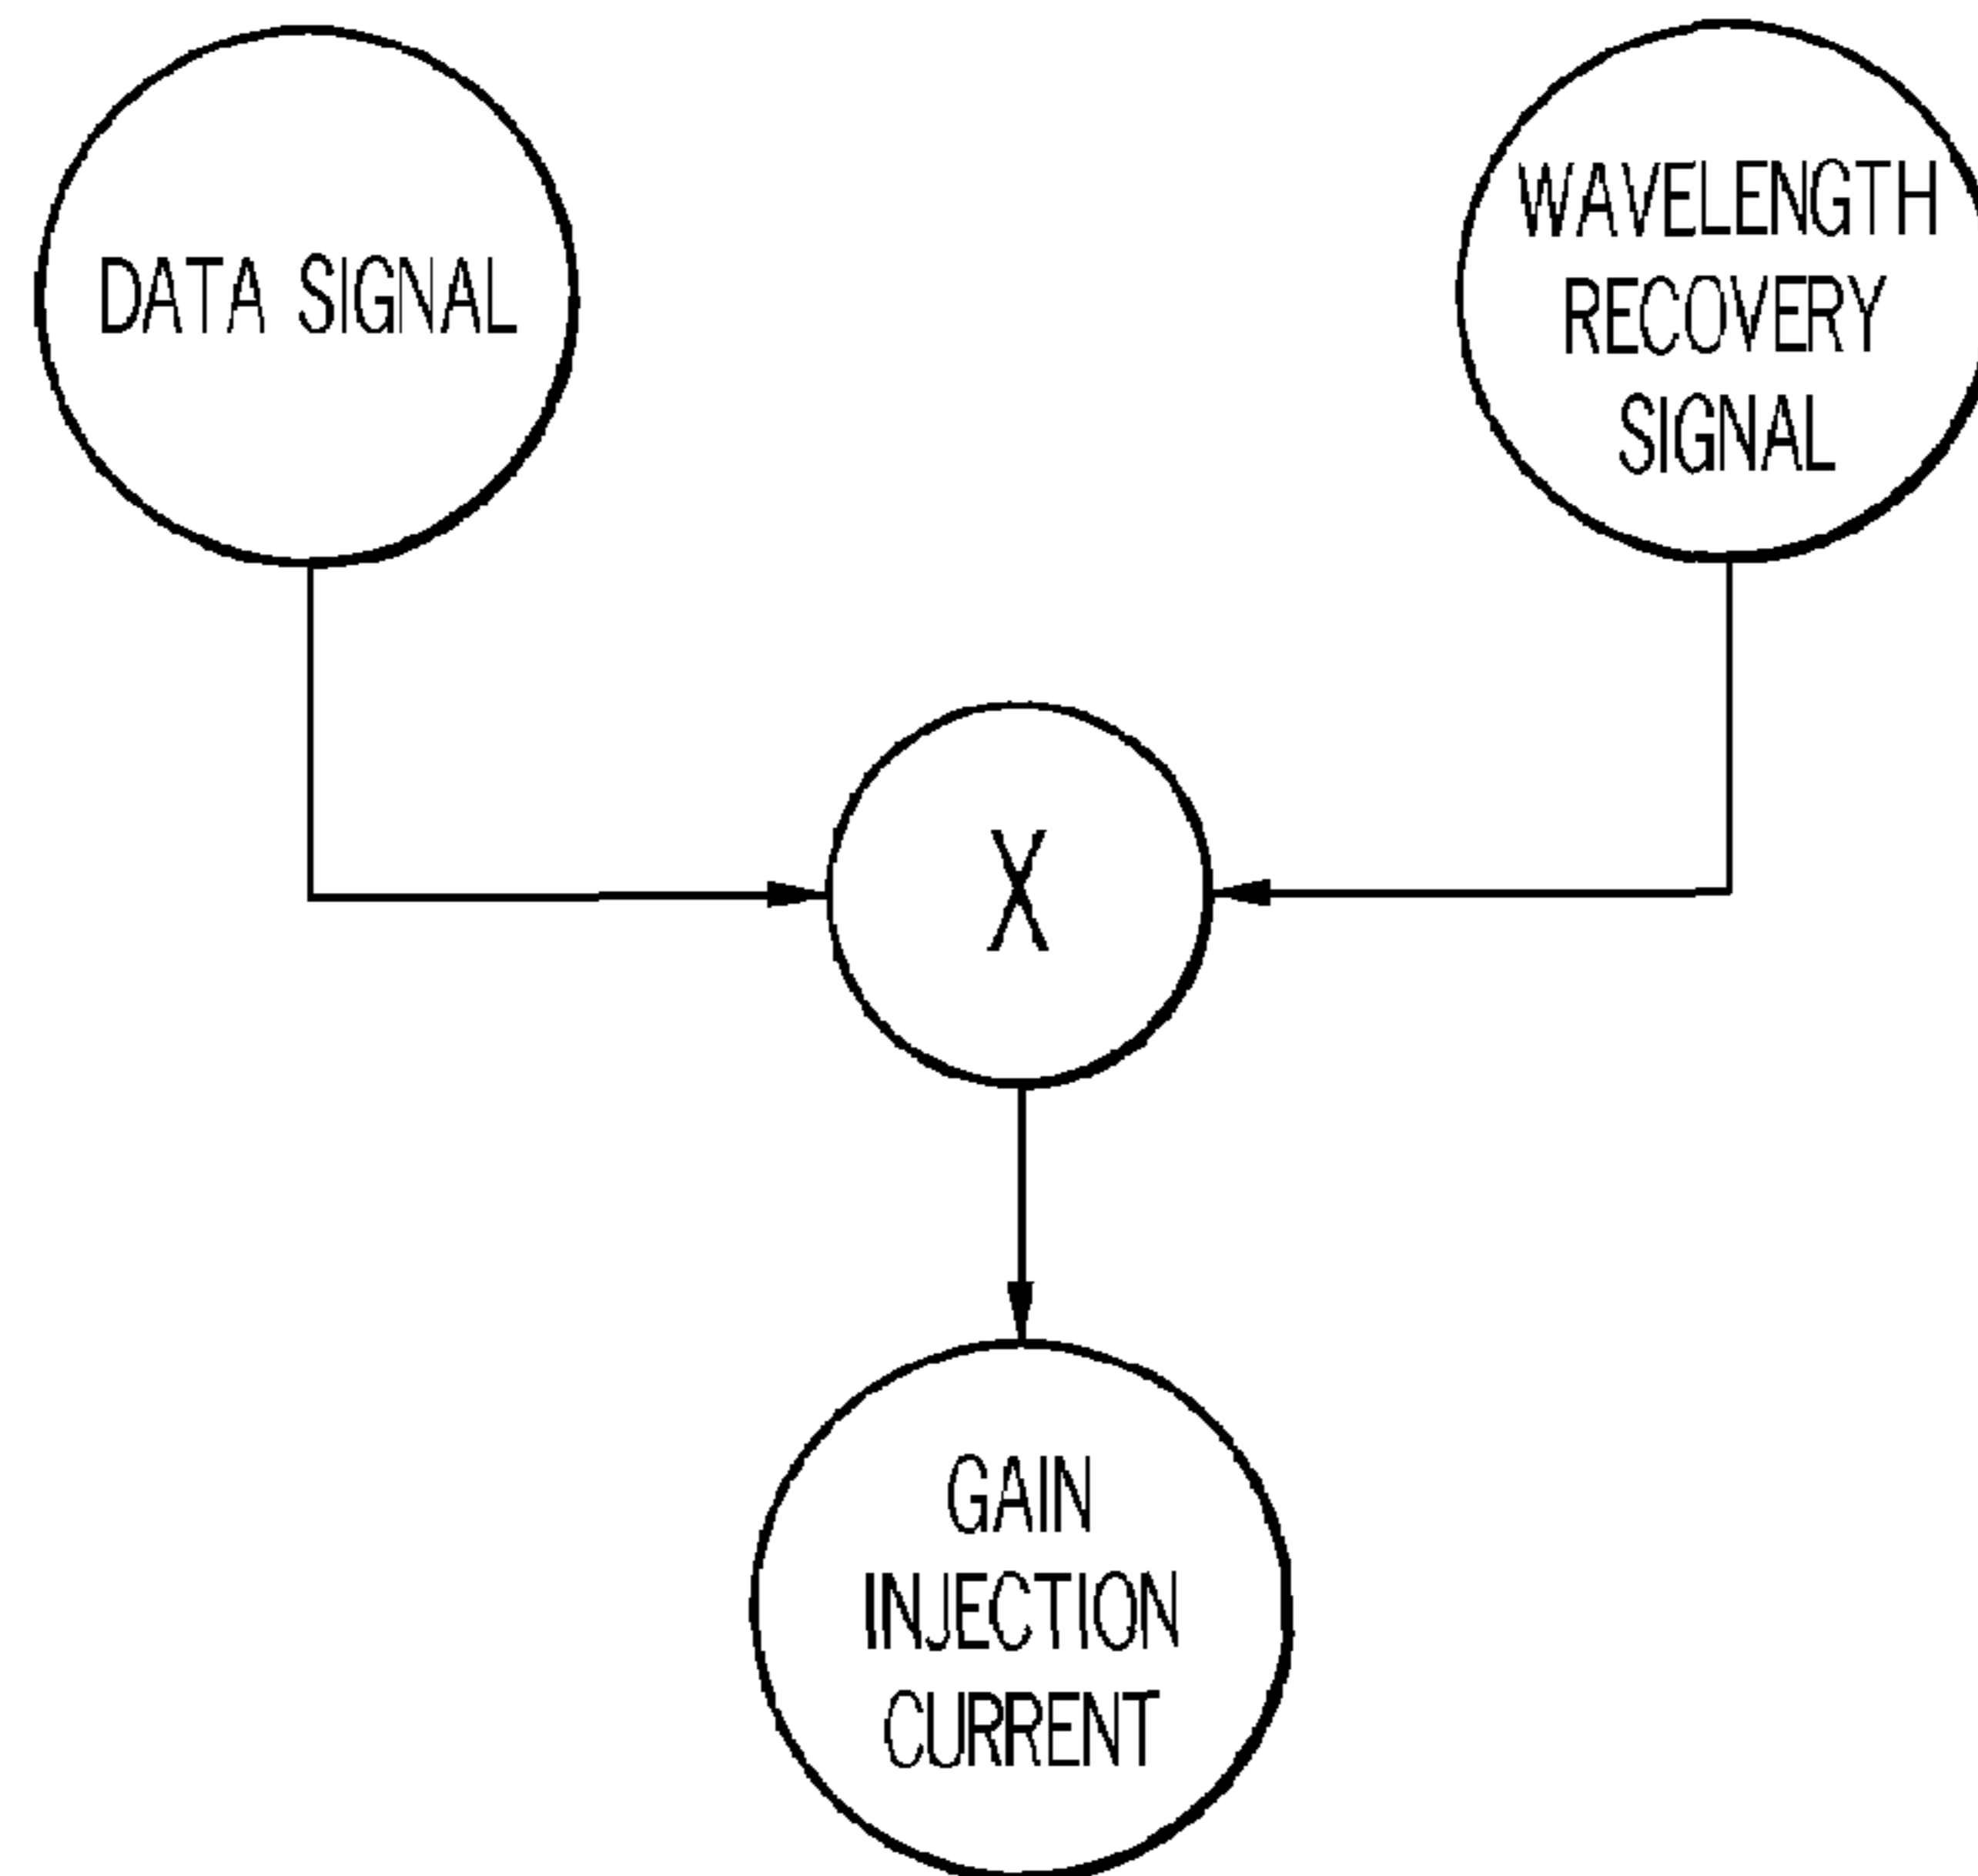 DATA SIGNAL
WAVELENGTH
RECOVERY
SIGNAL
X
GAIN
INJECTION
CURRENT